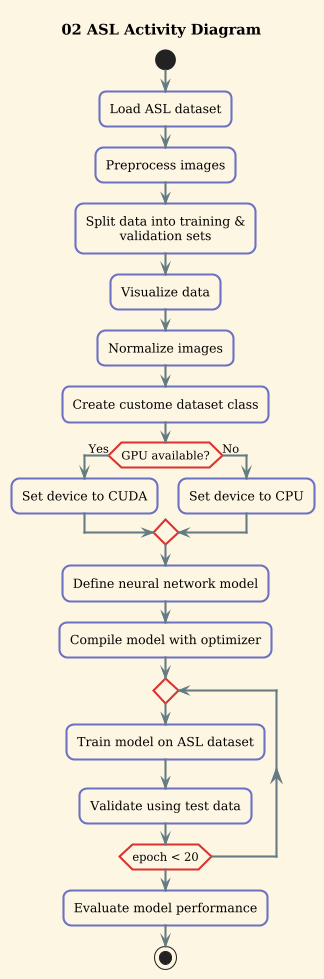 02 ASL Activity Diagram
Load ASL dataset
Preprocess images
Split data into training &
validation sets
Visualize data
Normalize images
Create custome dataset class
Yes
GPU available?
No
Set device to CUDA
Set device to CPU
Define neural network model
Compile model with optimizer
Train model on ASL dataset
Validate using test data
epoch < 20
Evaluate model performance